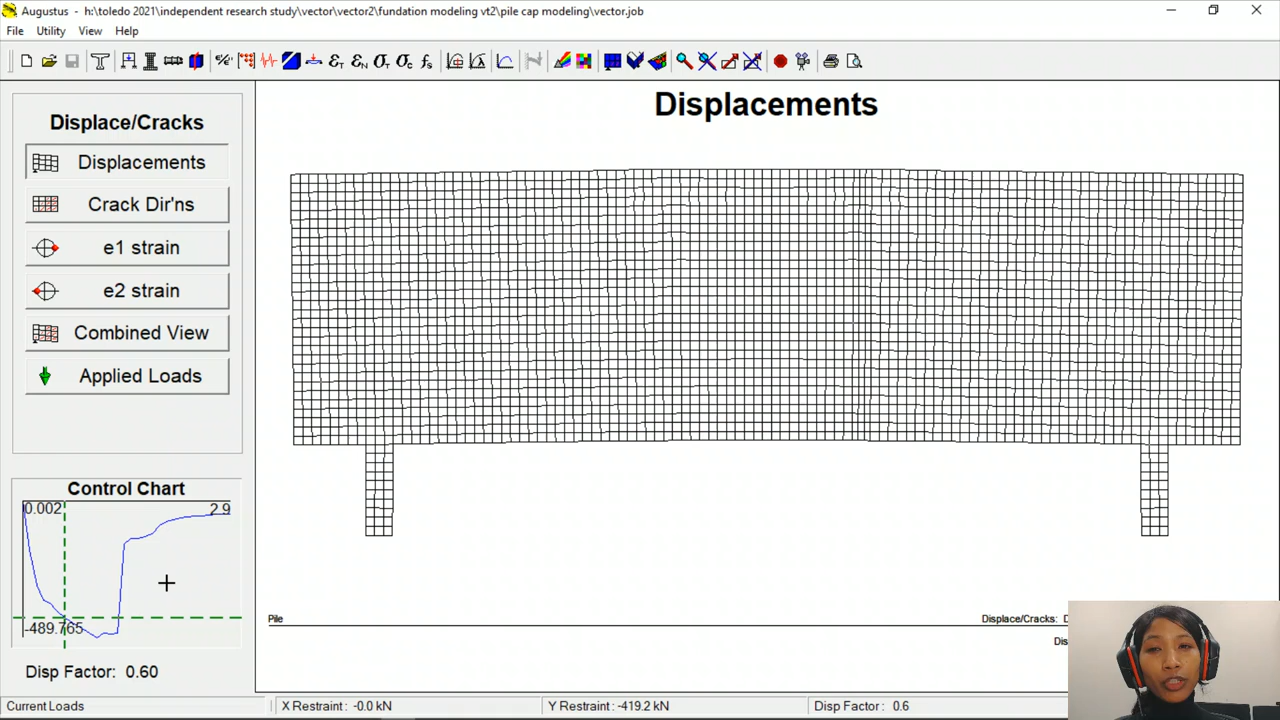 Augustus - h:\toledo 2021\independent research study\vector\vector2\fundation modeling vt2\pile cap modeling\vector.job
File Utility View Help
Displace/Cracks
Displacements
Crack Dir'ns
e1 strain
e2 strain
Combined View
Applied Loads
Control Chart
0.002 2.9
-489.765
Disp Factor: 0.60
Displacements
Pile
Displace/Cracks: D
Dis
Current Loads
X Restraint: -0.0 kN
Y Restraint: -419.2 kN
Disp Factor: 0.6